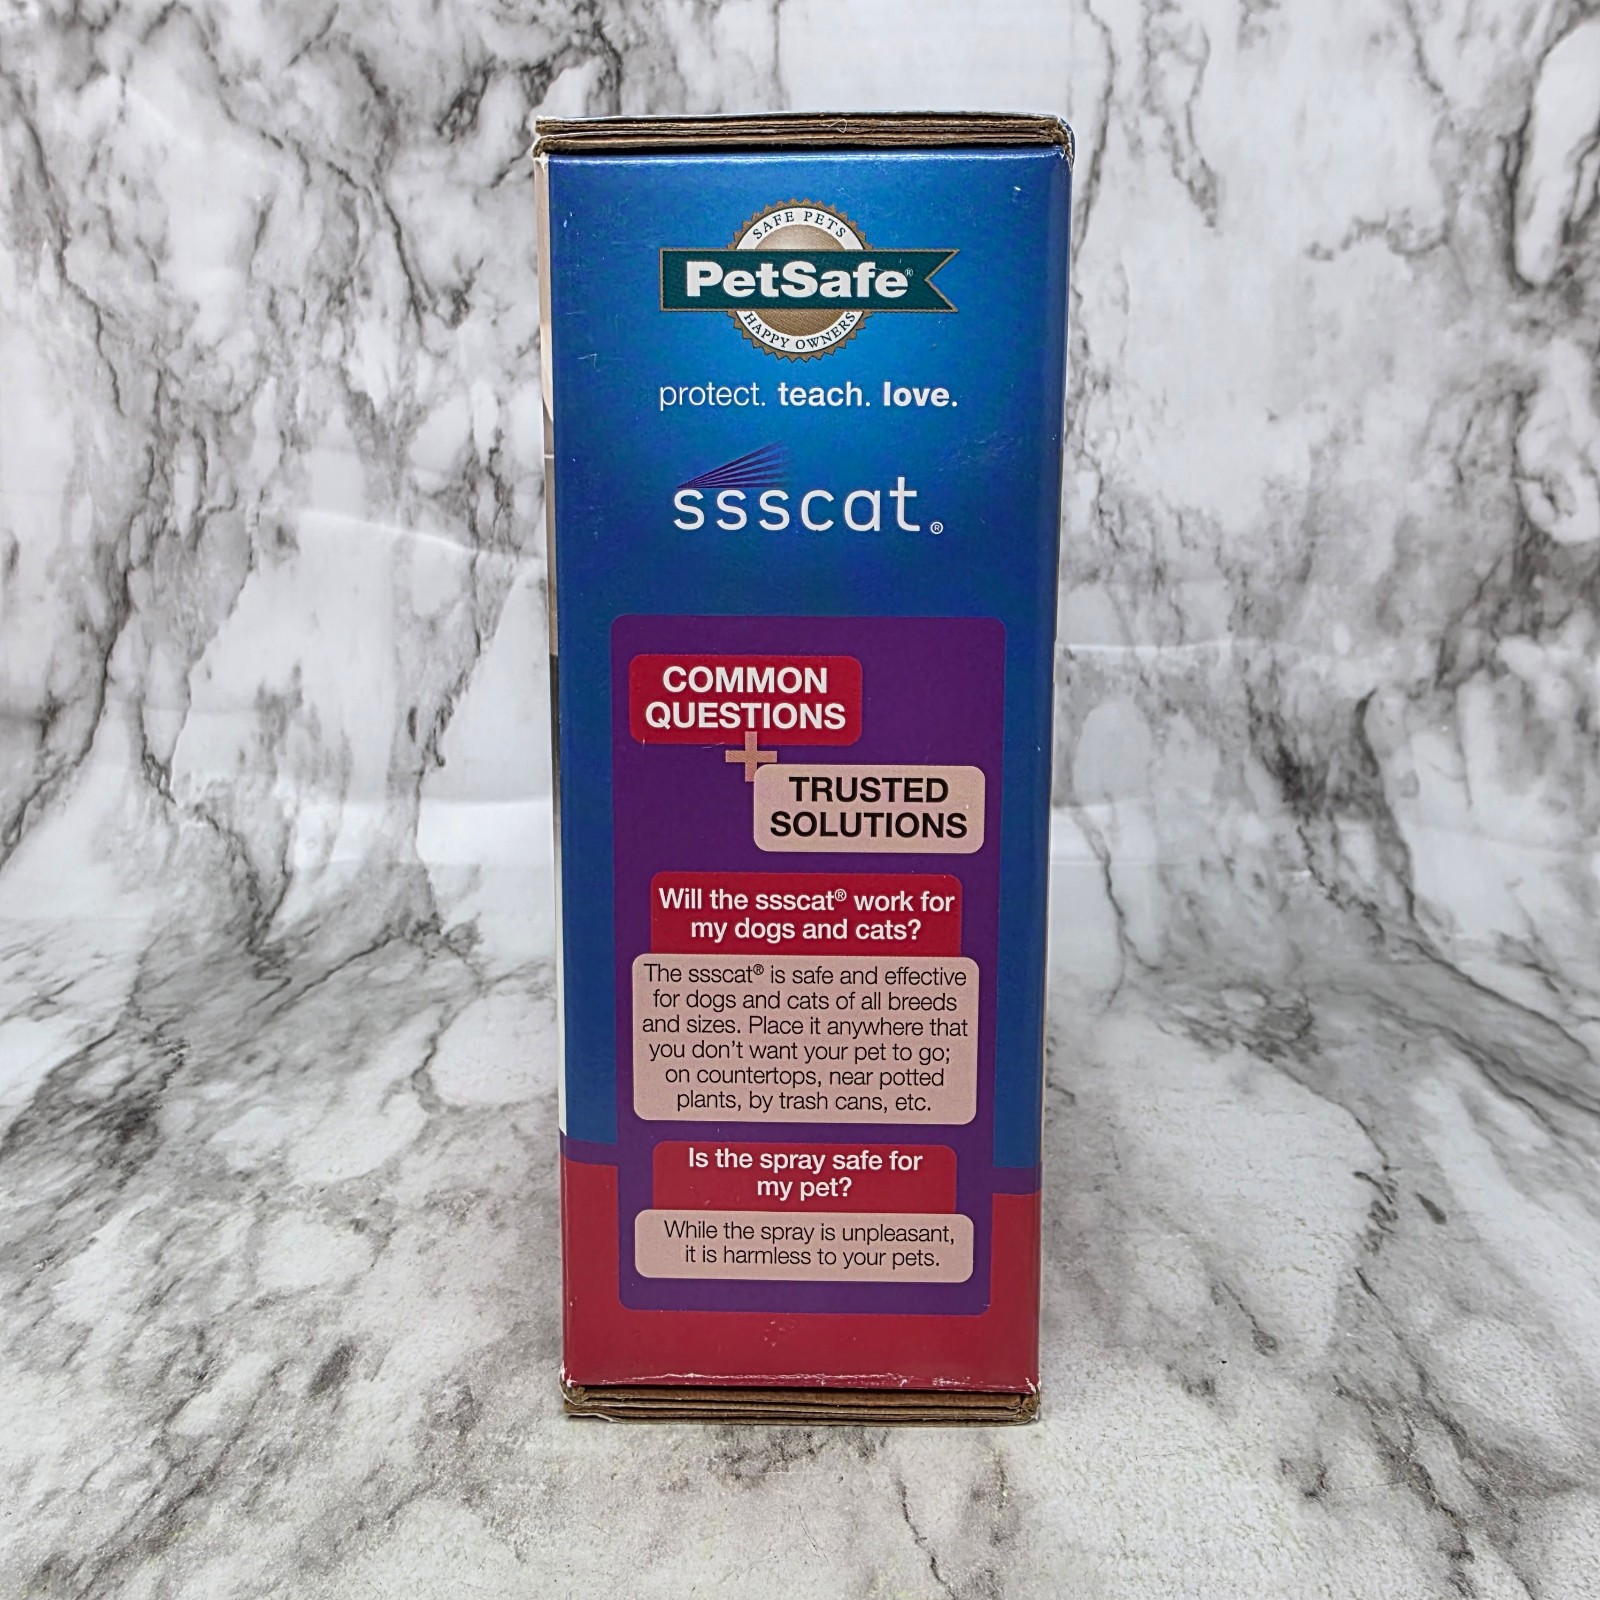 SAFE PETS
PetSafe®
HAPPY OWNERS
protect. teach. love.
ssscat®
COMMON
QUESTIONS
+
TRUSTED
SOLUTIONS
Will the ssscat® work for
my dogs and cats?
The ssscat® is safe and effective
for dogs and cats of all breeds
and sizes. Place it anywhere that
you don't want your pet to go;
on countertops, near potted
plants, by trash cans, etc.
Is the spray safe for
my pet?
While the spray is unpleasant,
it is harmless to your pets.